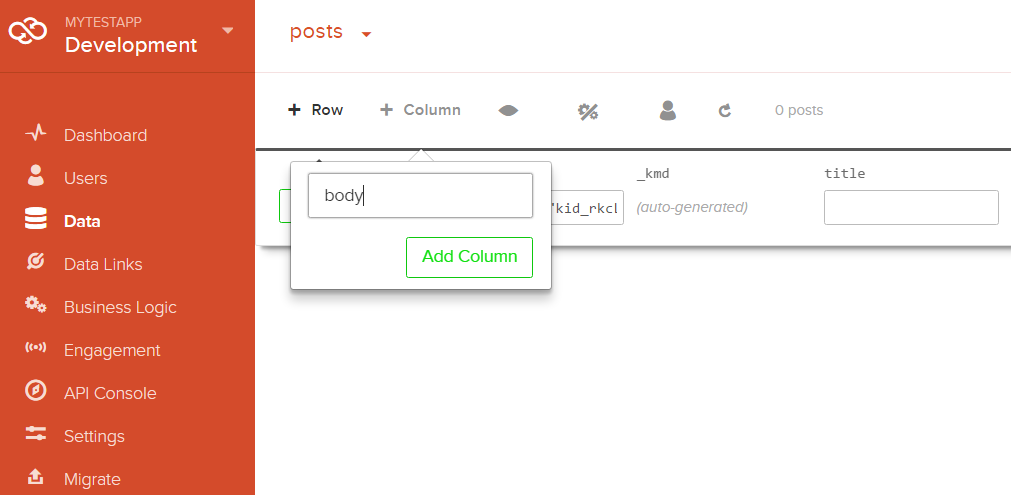 MYTESTAPP
Development
Dashboard
Users
Data
Data Links
Business Logic
Engagement
API Console
Settings
Migrate
posts
+ Row
+ Column
0 posts
body
Add Column
"kid_rkcl
_kmd
(auto-generated)
title